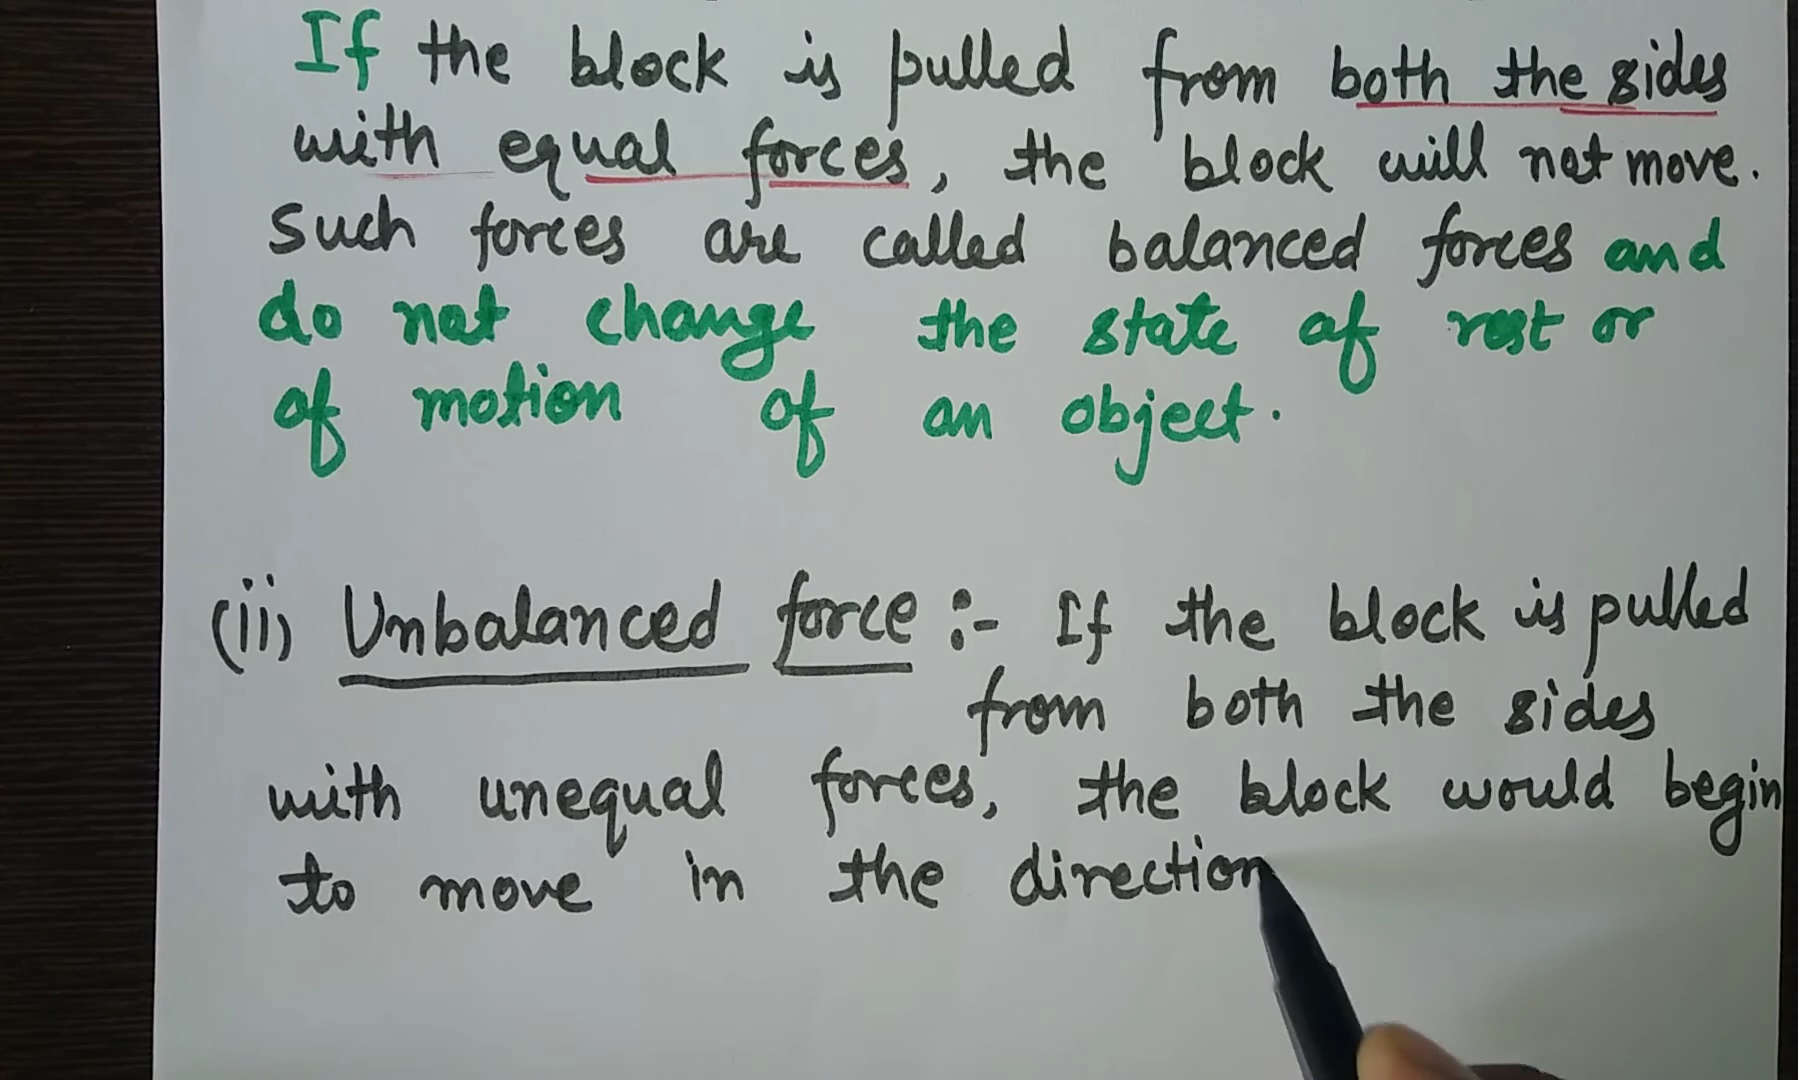 If the block is pulled from both the sides
with equal forces, the block will not move.
Such forces are called balanced forces and
do not change the state of rest or
of motion of an object.
(ii) Unbalanced force :- If the block is pulled
from both the sides
with unequal forces, the block would begin
to move in the direction